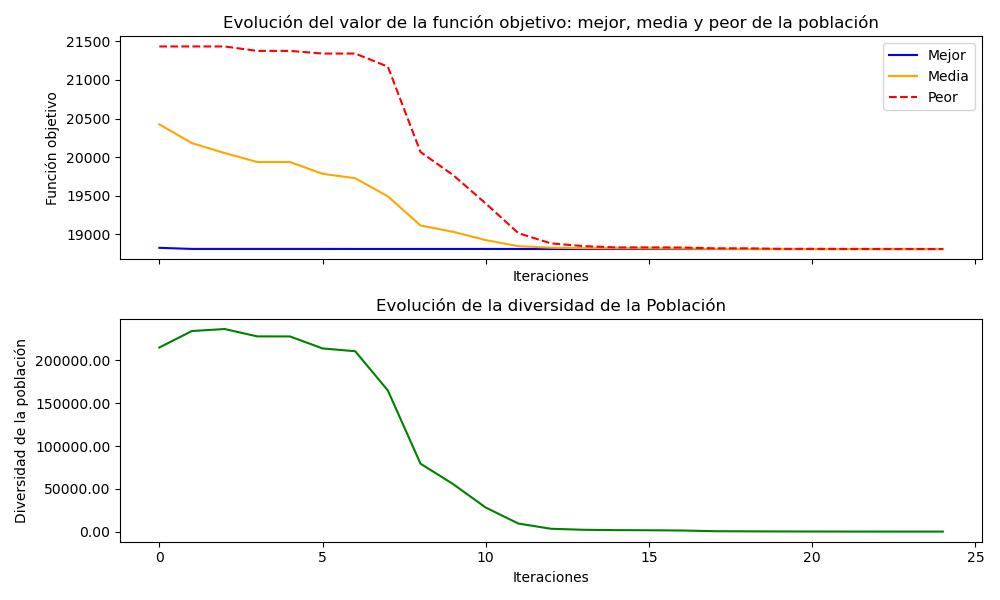 Evolución del valor de la función objetivo: mejor, media y peor de la población
Función objetivo
21500
21000
20500
20000
19500
19000
Mejor
Media
Peor
Iteraciones
Evolución de la diversidad de la Población
Diversidad de la población
200000.00
150000.00
100000.00
50000.00
0.00
0 5 10 15 20 25
Iteraciones